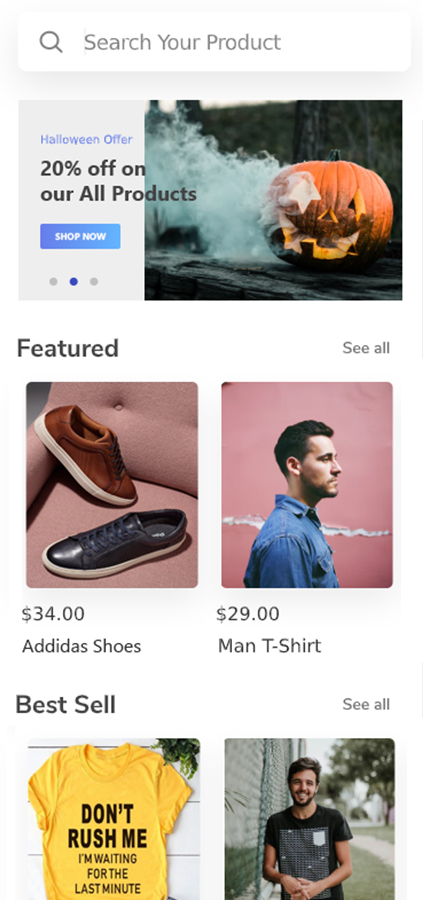 Search Your Product
Halloween Offer
20% off on
our All Products
SHOP NOW
Featured
See all
$34.00
$29.00
Addidas Shoes
Man T-Shirt
Best Sell
See all
DON'T
RUSH ME
I'M WAITING
FOR THE
LAST MINUTE